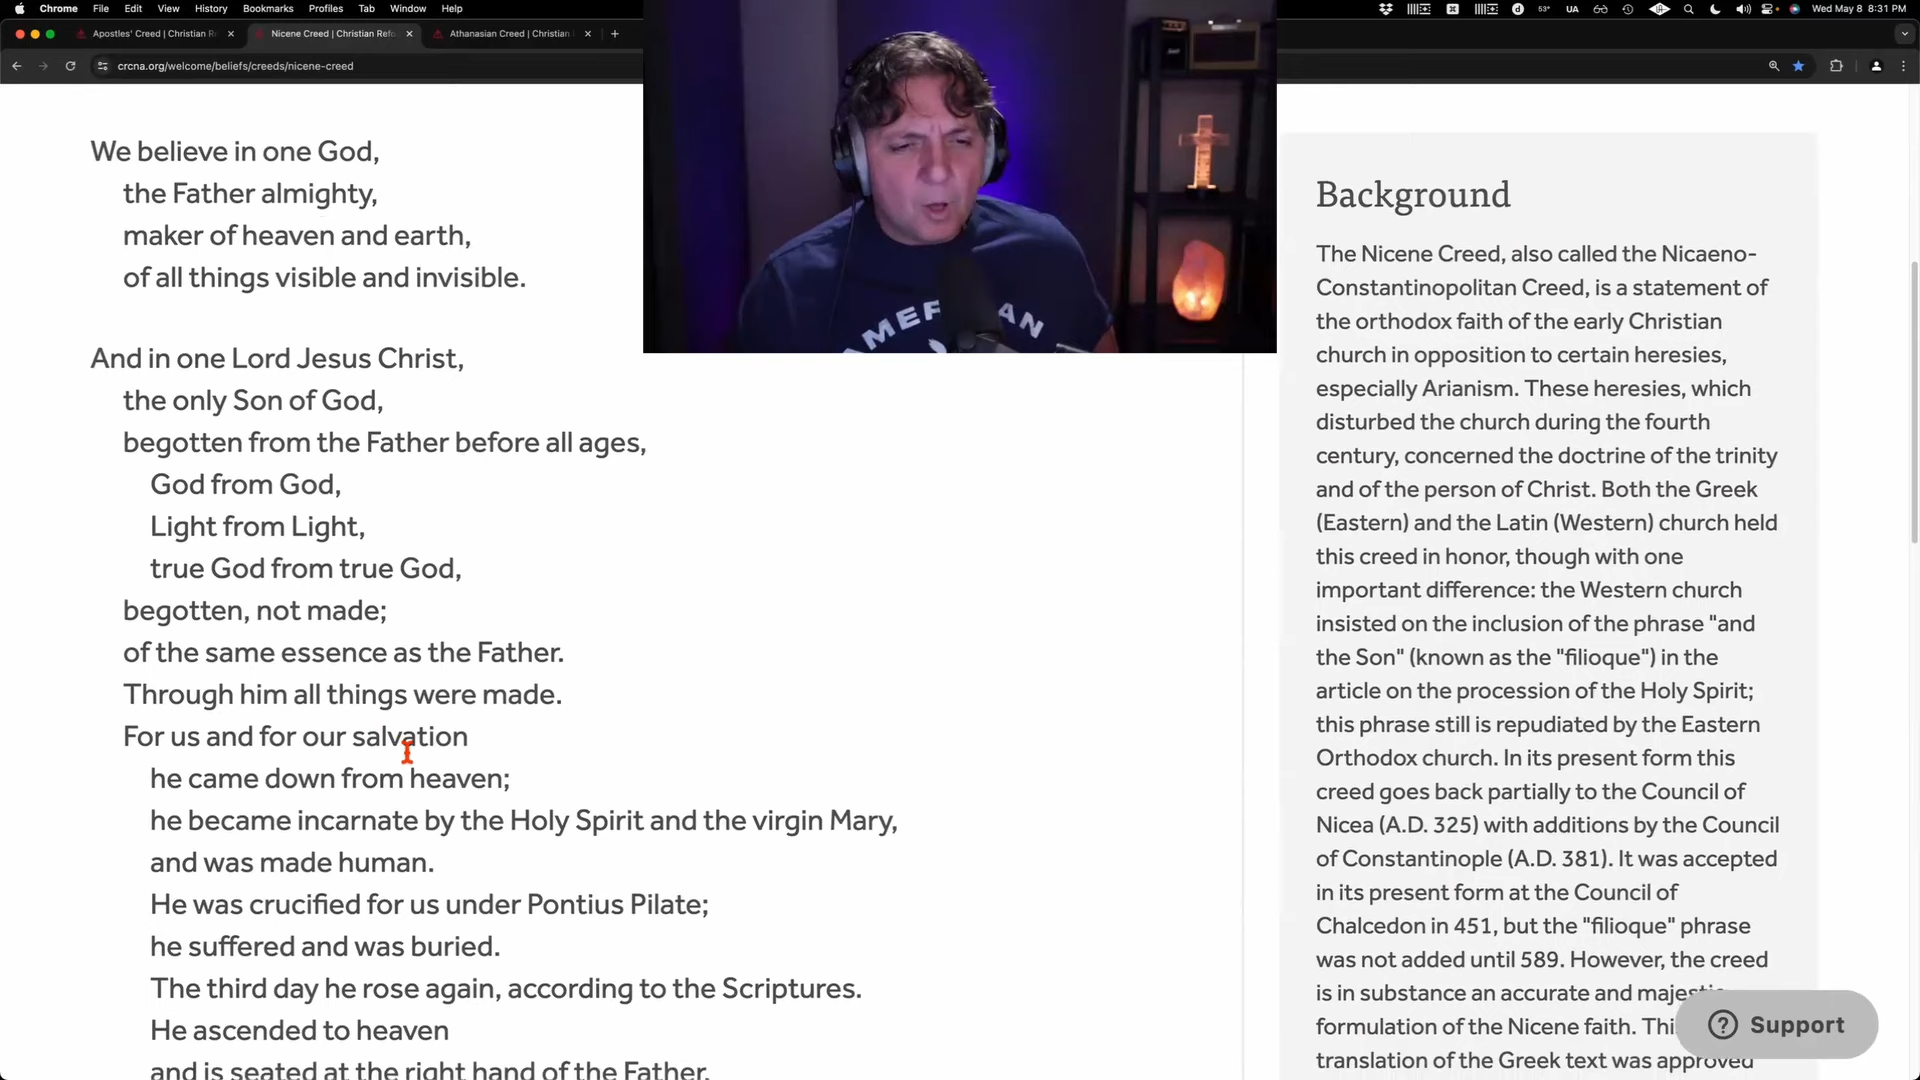 Chrome File Edit View History Bookmarks Profiles Tab Window Help
53° UA Wed May 8 8:31 PM
Apostles' Creed | Christian Re
Nicene Creed | Christian Refo
Athanasian Creed | Christian
crcna.org/welcome/beliefs/creeds/nicene-creed
We believe in one God,
the Father almighty,
maker of heaven and earth,
of all things visible and invisible.
And in one Lord Jesus Christ,
the only Son of God,
begotten from the Father before all ages,
God from God,
Light from Light,
true God from true God,
begotten, not made;
of the same essence as the Father.
Through him all things were made.
For us and for our salvation
he came down from heaven;
he became incarnate by the Holy Spirit and the virgin Mary,
and was made human.
He was crucified for us under Pontius Pilate;
he suffered and was buried.
The third day he rose again, according to the Scriptures.
He ascended to heaven
and is seated at the right hand of the Father.
AMERICAN
Background
The Nicene Creed, also called the Nicaeno-
Constantinopolitan Creed, is a statement of
the orthodox faith of the early Christian
church in opposition to certain heresies,
especially Arianism. These heresies, which
disturbed the church during the fourth
century, concerned the doctrine of the trinity
and of the person of Christ. Both the Greek
(Eastern) and the Latin (Western) church held
this creed in honor, though with one
important difference: the Western church
insisted on the inclusion of the phrase "and
the Son" (known as the "filioque") in the
article on the procession of the Holy Spirit;
this phrase still is repudiated by the Eastern
Orthodox church. In its present form this
creed goes back partially to the Council of
Nicea (A.D. 325) with additions by the Council
of Constantinople (A.D. 381). It was accepted
in its present form at the Council of
Chalcedon in 451, but the "filioque" phrase
was not added until 589. However, the creed
is in substance an accurate and majestic
formulation of the Nicene faith. Thi
translation of the Greek text was approved
Support